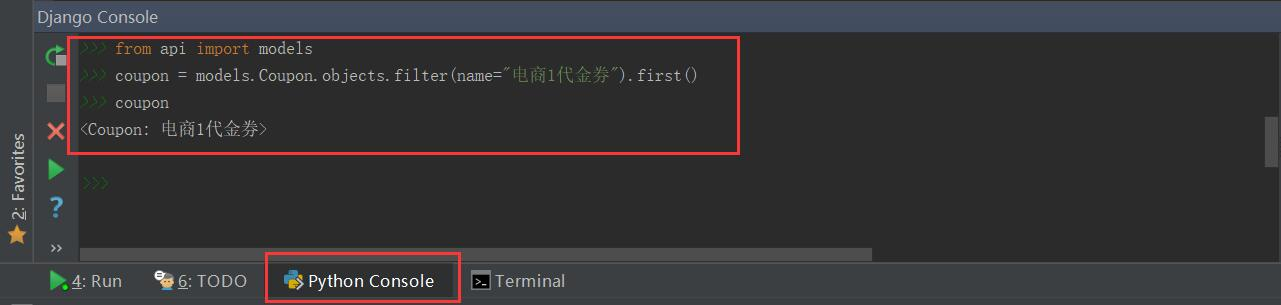 Django Console
>>> from api import models
>>> coupon = models.Coupon.objects.filter(name="电商1代金券").first()
>>> coupon
<Coupon: 电商1代金券>
>>>
2: Favorites
4: Run
6: TODO
Python Console
Terminal